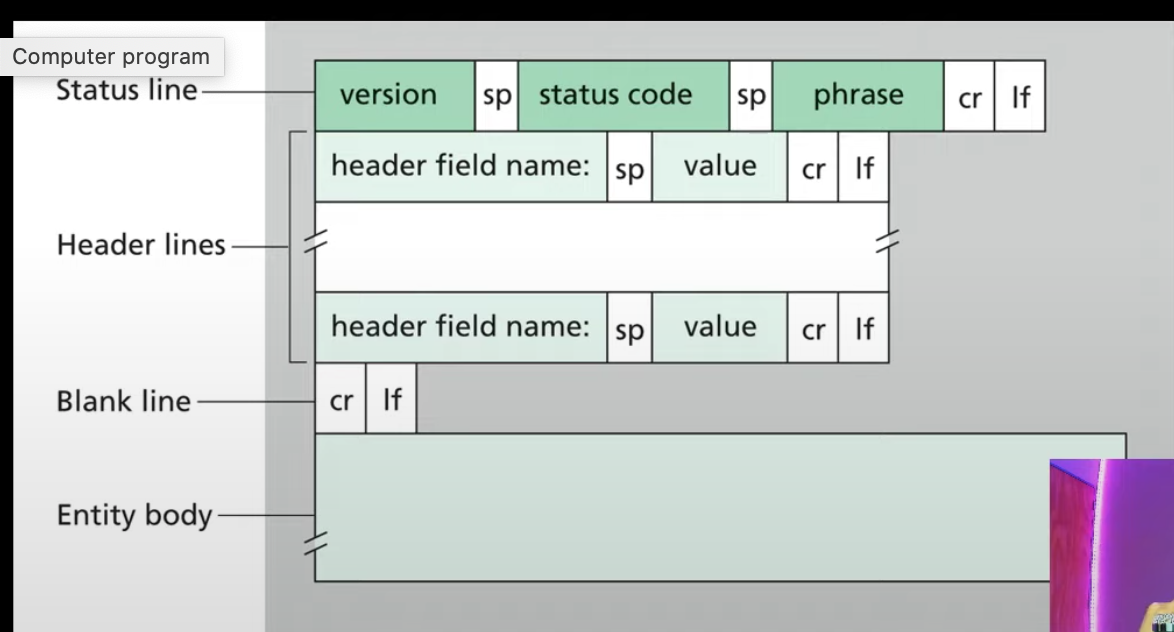 Computer program
Status line version sp status code sp phrase cr lf
header field name: sp value cr lf
Header lines
header field name: sp value cr lf
Blank line cr lf
Entity body